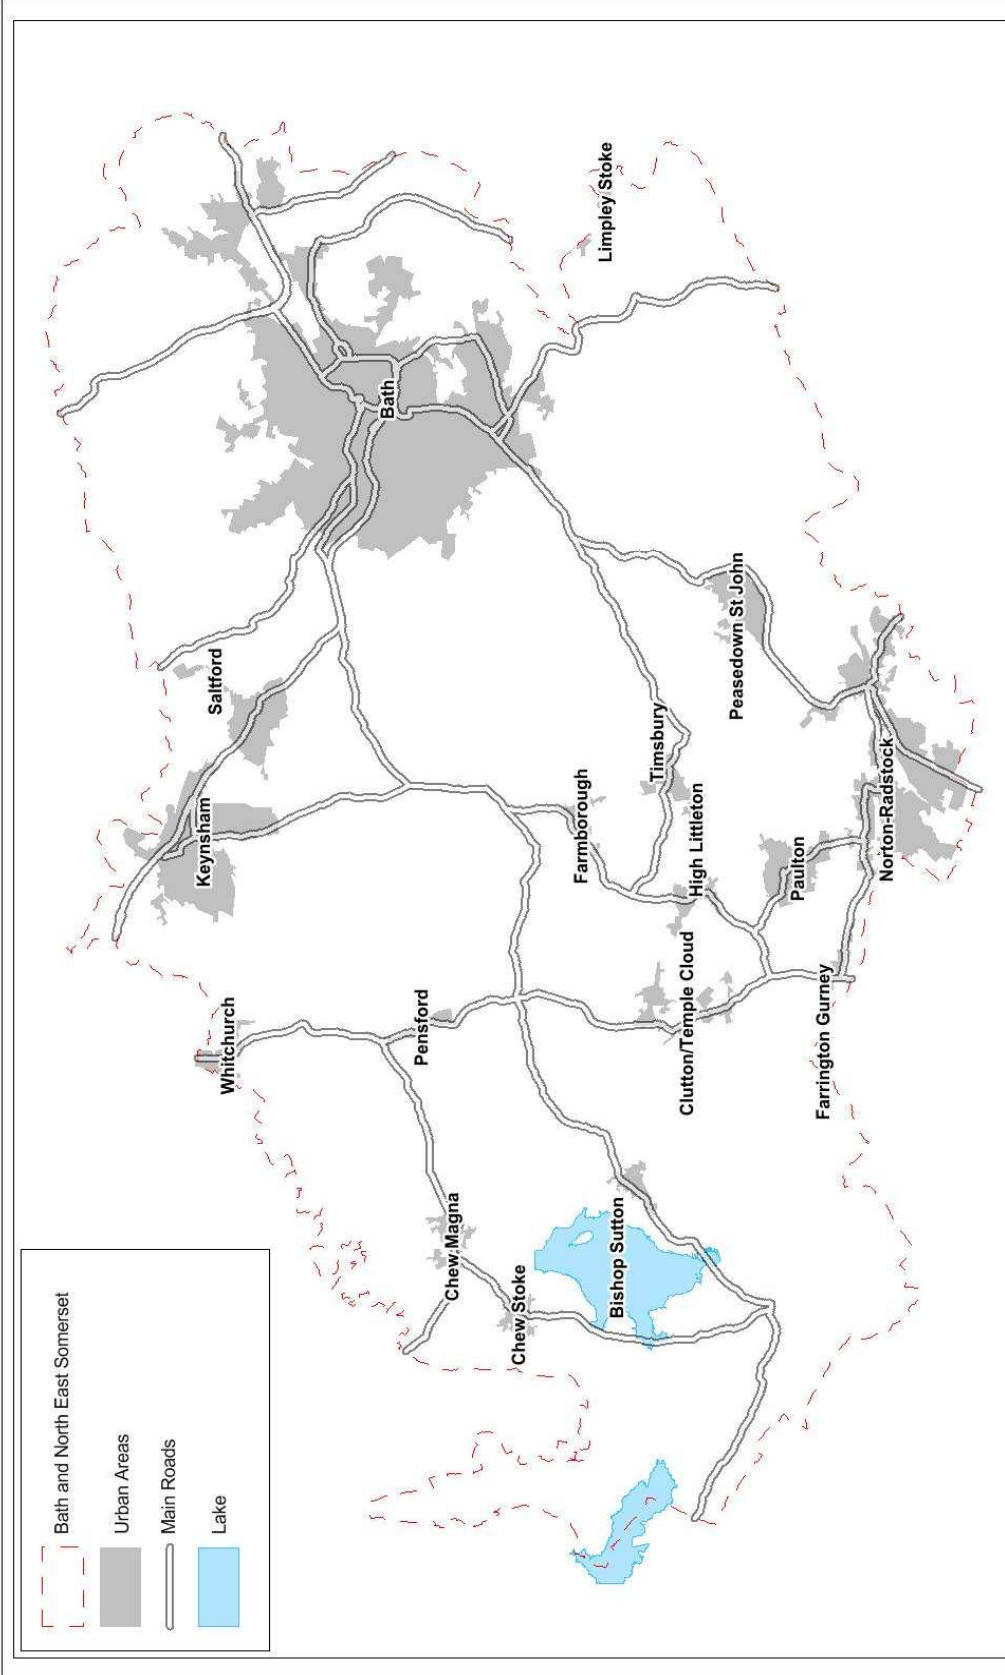 Bath and North East Somerset
Urban Areas
Main Roads
Lake
Whitchurch
Keynsham
Saltford
Bath
Limpley Stoke
Pensford
Chew Magna
Chew Stoke
Bishop Sutton
Farmborough
Timsbury
High Littleton
Clutton/Temple Cloud
Peasedown St John
Paulton
Farrington Gurney
Norton-Radstock